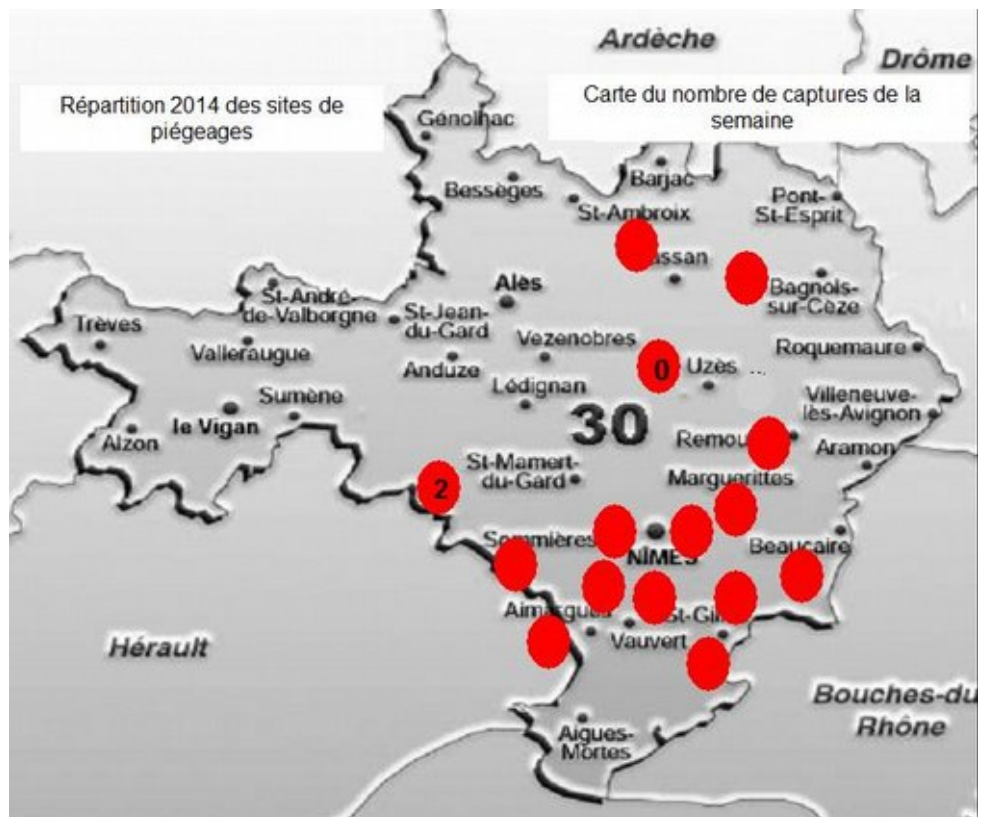 Ardèche
Drôme
Répartition 2014 des sites de
piégeages
Carte du nombre de captures de la
semaine
Génolhac
Bessèges
Barjac
St-Ambroix
Pont-
St-Esprit
Alès
St-André-
de-Valborgne
St-Jean-
du-Gard
Bagnols-
sur-Cèze
Trèves
Valleraugue
Vezenobres
Anduze
0
Uzès
Roquemaure
Lédignan
Sumène
le Vigan
Alzon
30
Villeneuve-
lès-Avignon
Aramon
St-Mamert-
du-Gard
Marguerittes
2
Sommières
NÎMES
Beaucaire
Vauvert
Hérault
Bouches-du
Rhône
Aigues-
Mortes